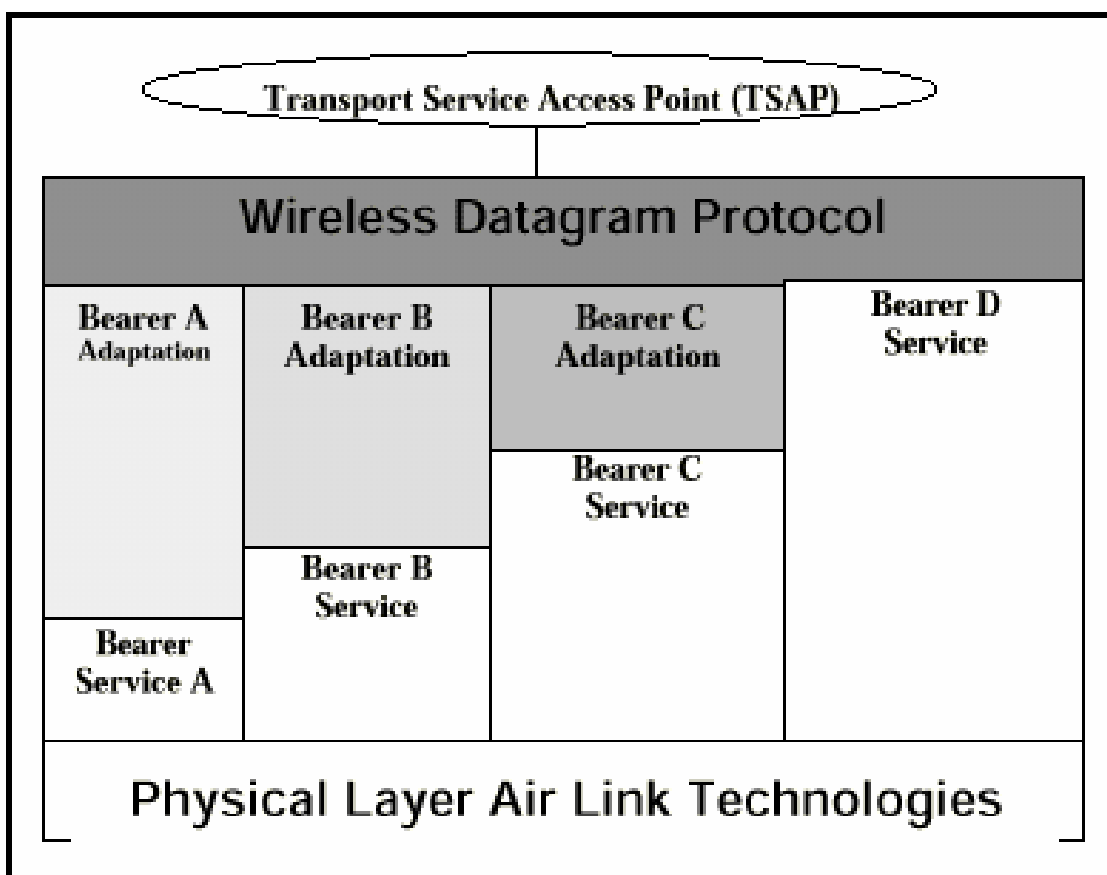 Transport Service Access Point (TSAP)
Wireless Datagram Protocol
Bearer A
Adaptation
Bearer B
Adaptation
Bearer C
Adaptation
Bearer D
Service
Bearer C
Service
Bearer B
Service
Bearer
Service A
Physical Layer Air Link Technologies